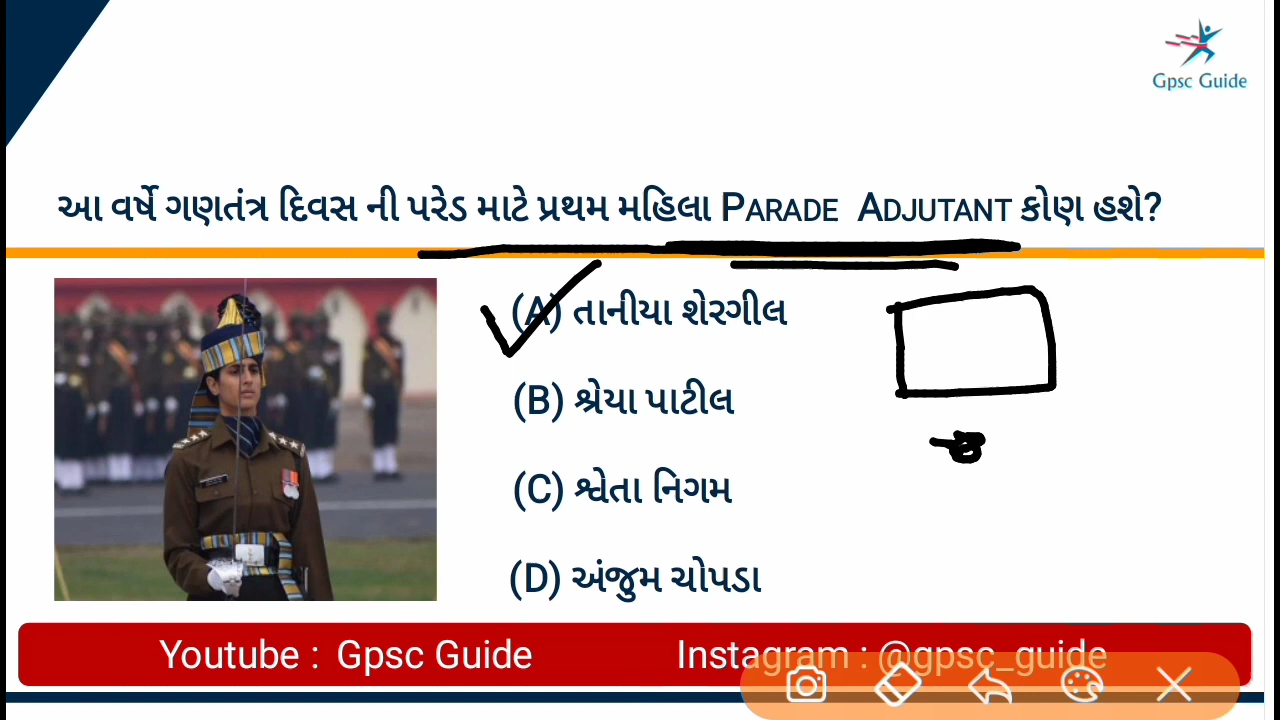 Gpsc Guide
આ વર્ષે ગણતંત્ર દિવસ ની પરેડ માટે પ્રથમ મહિલા PARADE ADJUTANT કોણ હશે?
(A) તાનીયા શેરગીલ
(B) શ્રેયા પાટીલ
(C) શ્વેતા નિગમ
(D) અંજુમ ચોપડા
Youtube : Gpsc Guide Instagram : @gpsc_guide